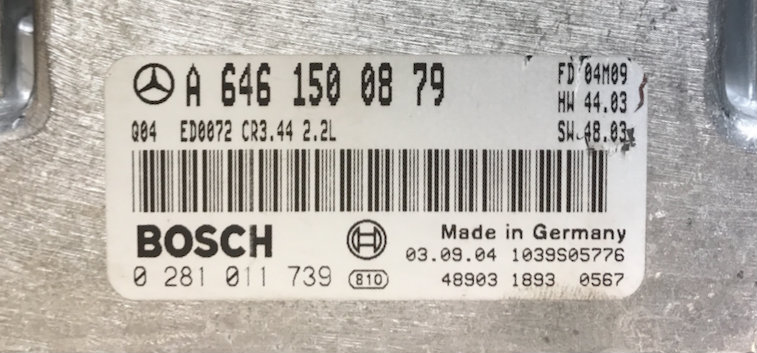 A 646 150 08 79
FD 04M09
HW 44.03
Q04 ED0072 CR3.44 2.2L
SW 48.03
BOSCH
Made in Germany
03.09.04 1039S05776
0 281 011 739 810
48903 1893 0567